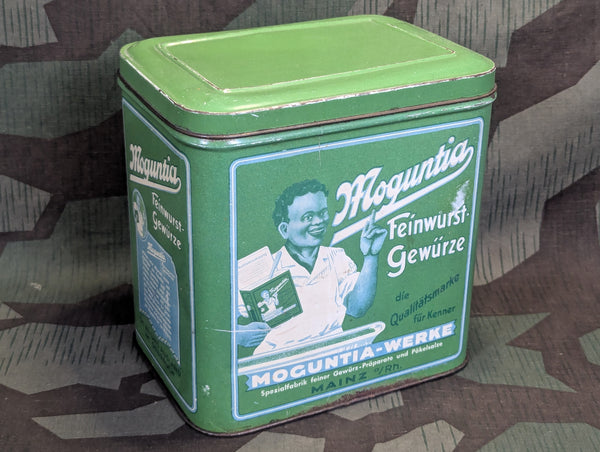 Moguntia
Feinwurst-
Gewürze
Moguntia
Feinwurst-
Gewürze
die
Qualitätsmarke
für Kenner
MOGUNTIA-WERKE
Spezialfabrik feiner Gewürz-Präparate und Pökelsalze
MAINZ a/Rh.